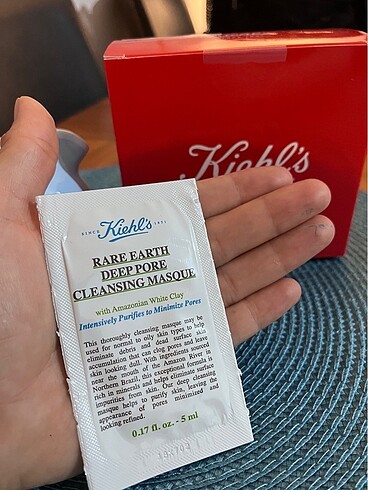 Kiehl's
SINCE Kiehl's 1851
RARE EARTH
DEEP PORE
CLEANSING MASQUE
with Amazonian White Clay
Intensively Purifies to Minimize Pores
This thoroughly cleansing masque may be
used for normal to oily skin types to help
eliminate debris and dead surface skin
accumulation that can clog pores and leave
skin looking dull. With ingredients sourced
near the mouth of the Amazon River in
Northern Brazil, this exceptional formula is
rich in minerals and helps eliminate surface
impurities from skin. Our deep cleansing
masque helps to purify skin, leaving the
appearance of pores minimized and
looking refined.
0.17 fl. oz. - 5 ml